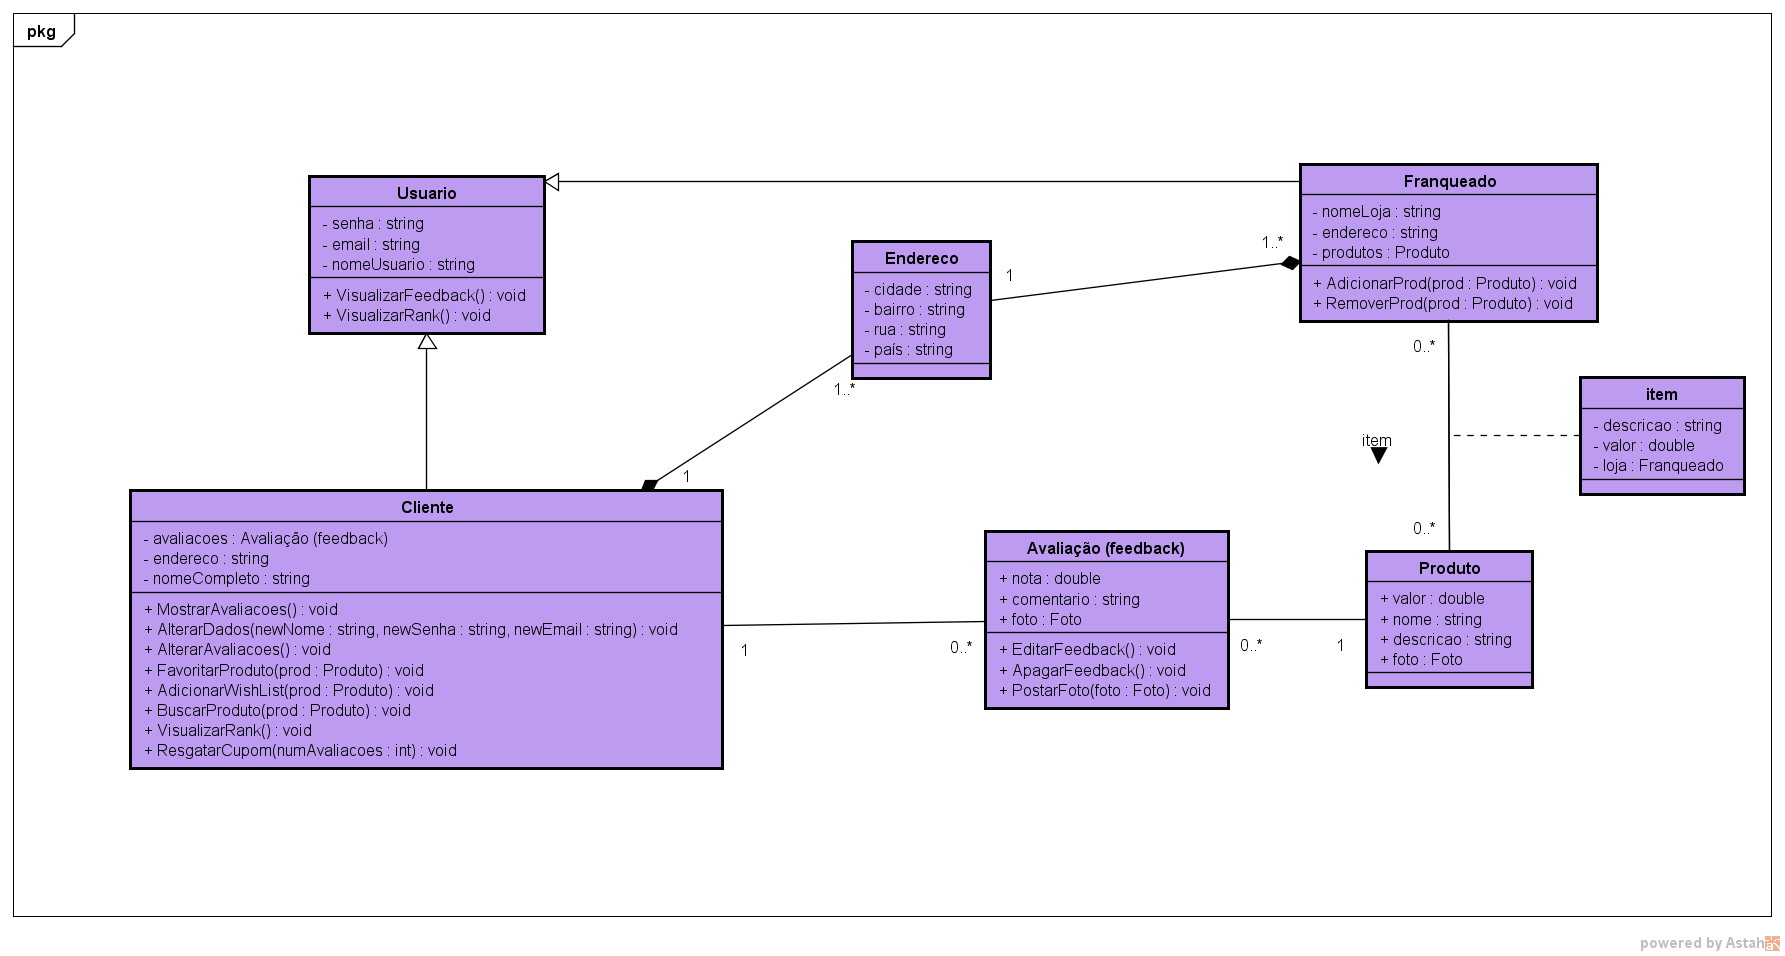 pkg
Usuario
- senha : string
- email : string
- nomeUsuario : string
+ VisualizarFeedback() : void
+ VisualizarRank() : void
Endereco
- cidade : string
- bairro : string
- rua : string
- país : string
1
1..*
1..*
1
Franqueado
- nomeLoja : string
- endereco : string
- produtos : Produto
+ AdicionarProd(prod : Produto) : void
+ RemoverProd(prod : Produto) : void
0..*
item
0..*
item
- descricao : string
- valor : double
- loja : Franqueado
Cliente
- avaliacoes : Avaliação (feedback)
- endereco : string
- nomeCompleto : string
+ MostrarAvaliacoes() : void
+ AlterarDados(newNome : string, newSenha : string, newEmail : string) : void
+ AlterarAvaliacoes() : void
+ FavoritarProduto(prod : Produto) : void
+ AdicionarWishList(prod : Produto) : void
+ BuscarProduto(prod : Produto) : void
+ VisualizarRank() : void
+ ResgatarCupom(numAvaliacoes : int) : void
1
0..*
Avaliação (feedback)
+ nota : double
+ comentario : string
+ foto : Foto
+ EditarFeedback() : void
+ ApagarFeedback() : void
+ PostarFoto(foto : Foto) : void
0..*
1
Produto
+ valor : double
+ nome : string
+ descricao : string
+ foto : Foto
powered by Astah